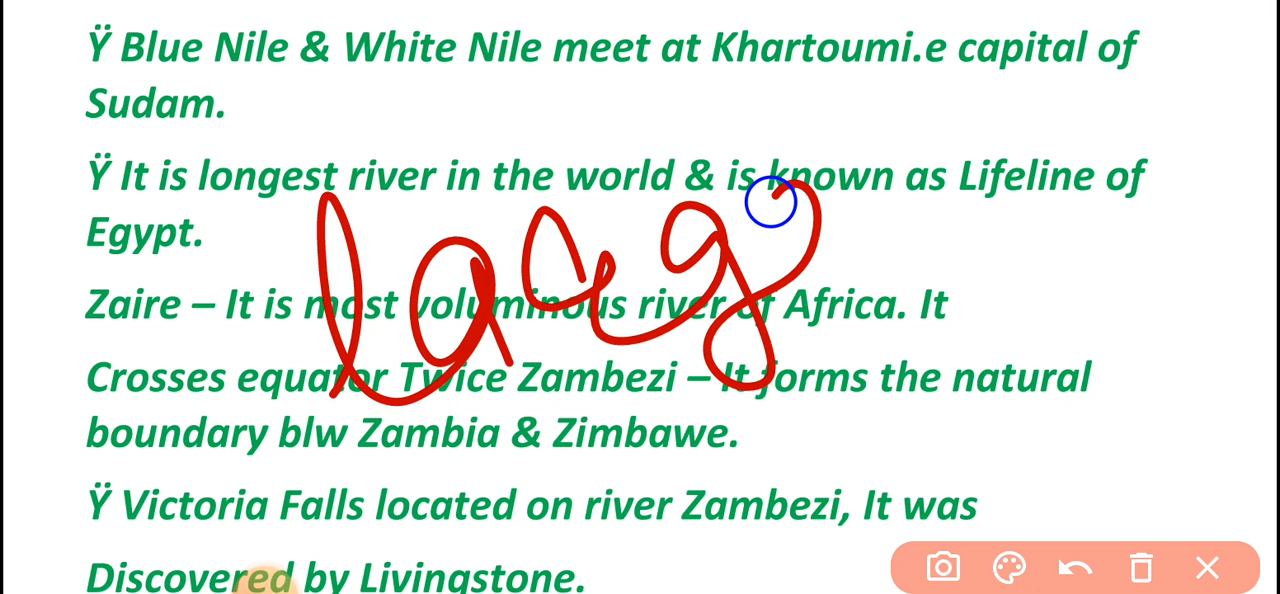 Ÿ Blue Nile & White Nile meet at Khartoumi.e capital of
Sudam.
Ÿ It is longest river in the world & is known as Lifeline of
Egypt.
Zaire – It is most voluminous river of Africa. It
Crosses equator Twice Zambezi – It forms the natural
boundary blw Zambia & Zimbawe.
Ÿ Victoria Falls located on river Zambezi, It was
Discovered by Livingstone.